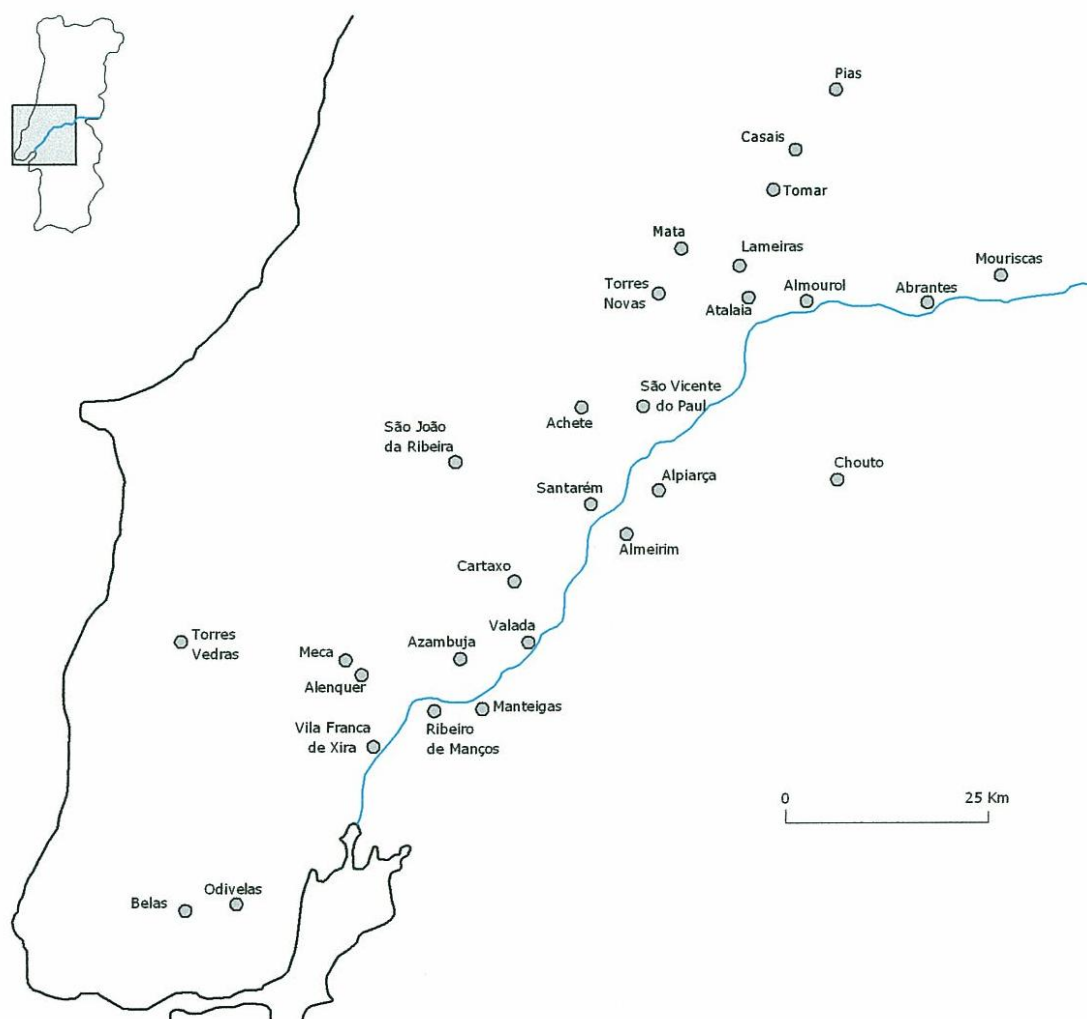 Pias
Casais
Tomar
Mata
Lameiras
Mouriscas
Torres
Novas
Atalaia
Almourol
Abrantes
São Vicente
do Paul
Achete
São João
da Ribeira
Alpiarça
Chouto
Santarém
Almeirim
Cartaxo
Valada
Torres
Vedras
Meca
Azambuja
Alenquer
Manteigas
Vila Franca
de Xira
Ribeiro
de Manços
0 25 Km
Belas
Odivelas